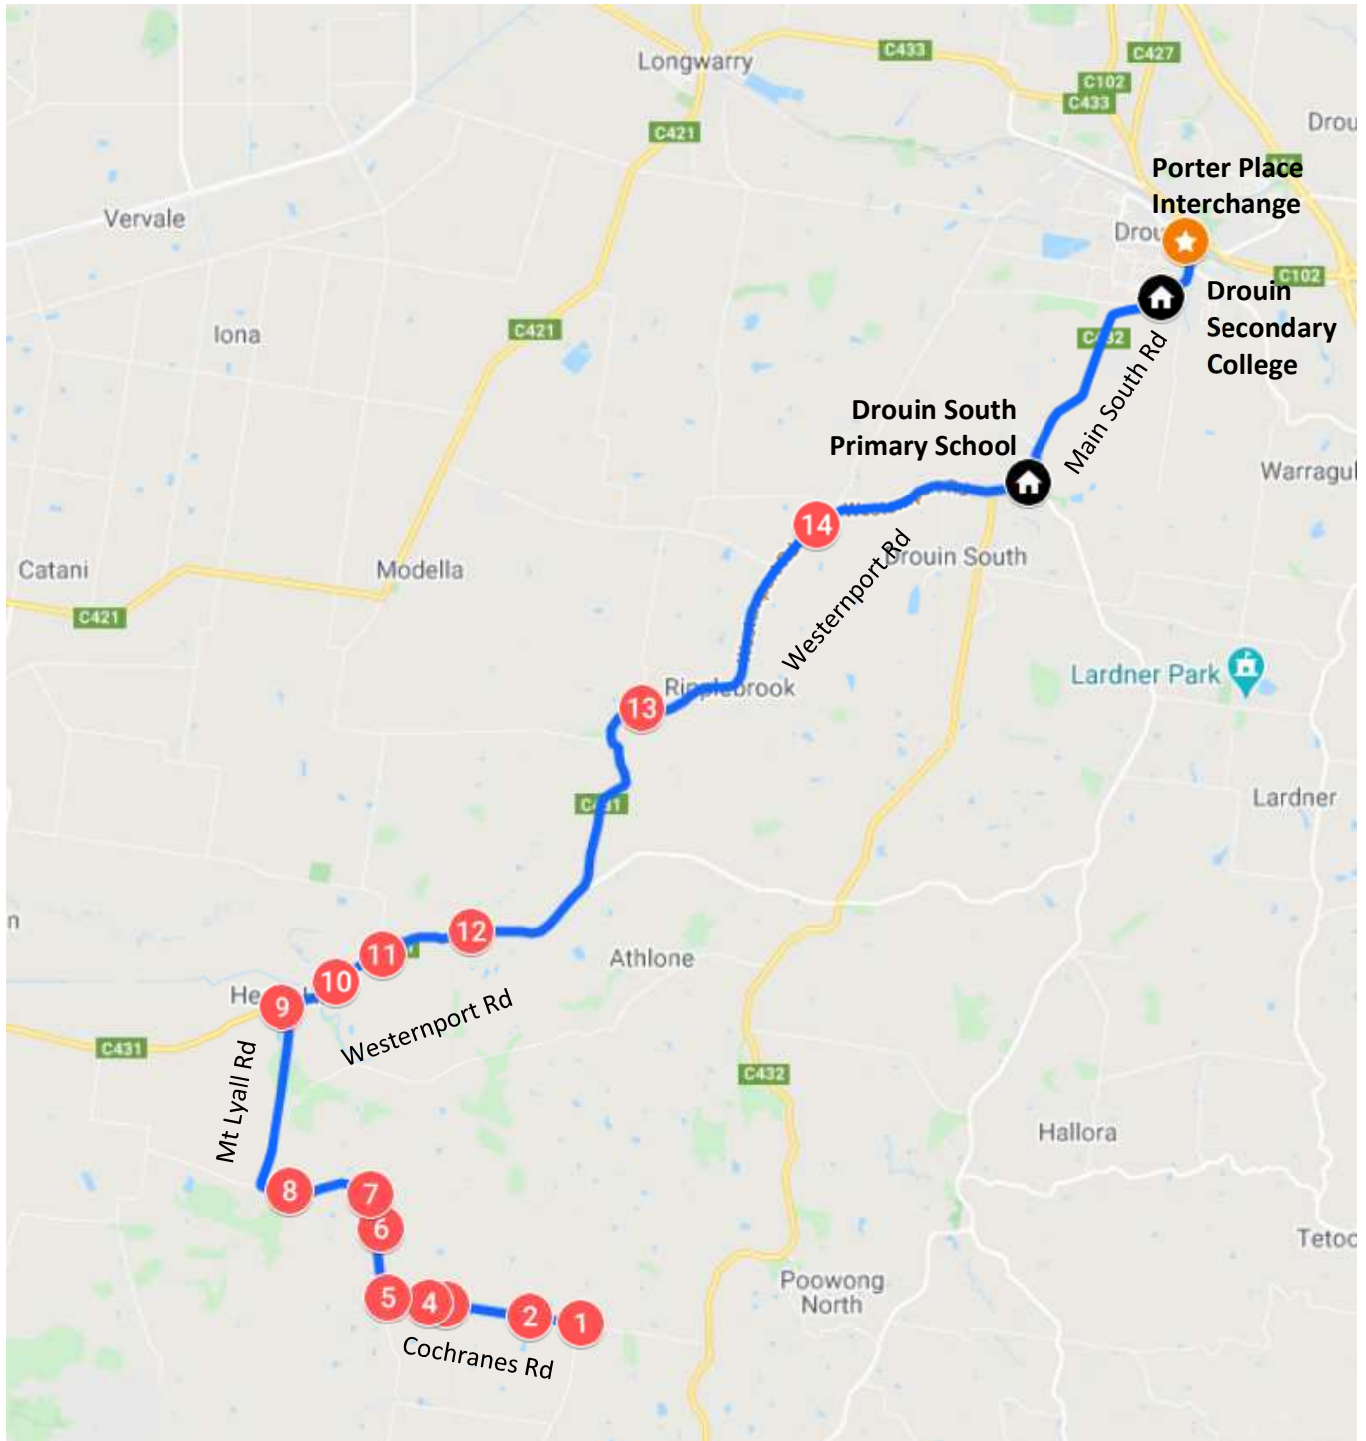 Longwarry
C433
C427
C102
C433
C421
Porter Place
Interchange
Vervale
C102
Drouin
Secondary
College
Iona
C421
Main South Rd
Drouin South
Primary School
Warragul
14
Drouin South
Westernport Rd
Catani
Modella
C421
Lardner Park
13
Lardner
12
11
Athlone
10
9
Westernport Rd
C431
Mt Lyall Rd
C432
Hallora
8
7
6
5
4
2
1
Poowong
North
Cochranes Rd